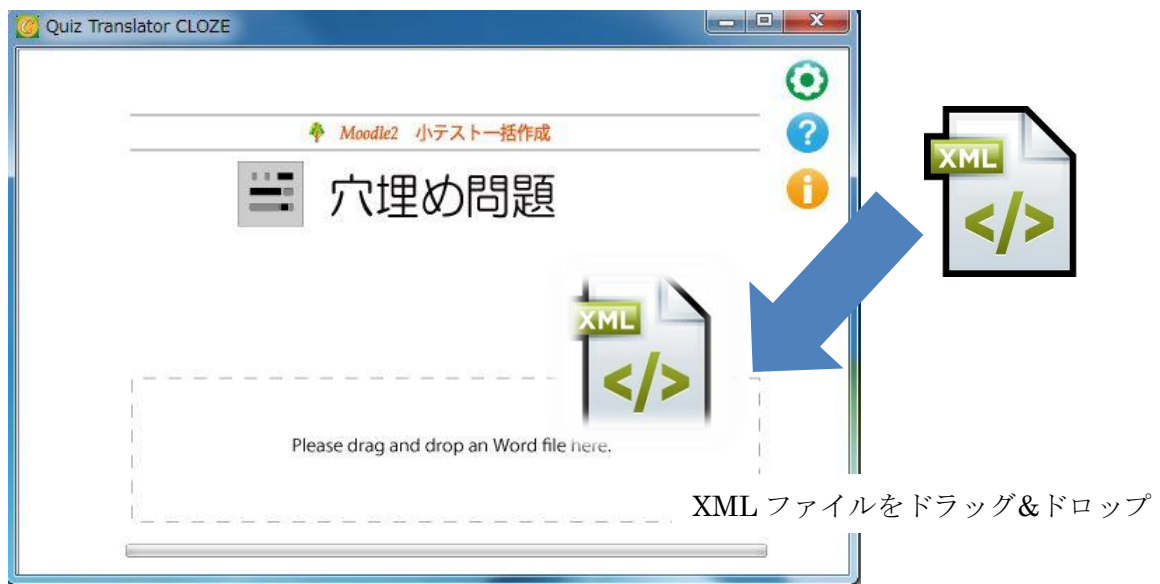 Quiz Translator CLOZE
Moodle2 小テスト一括作成
穴埋め問題
XML
XML
Please drag and drop an Word file here.
XML ファイルをドラッグ&ドロップ